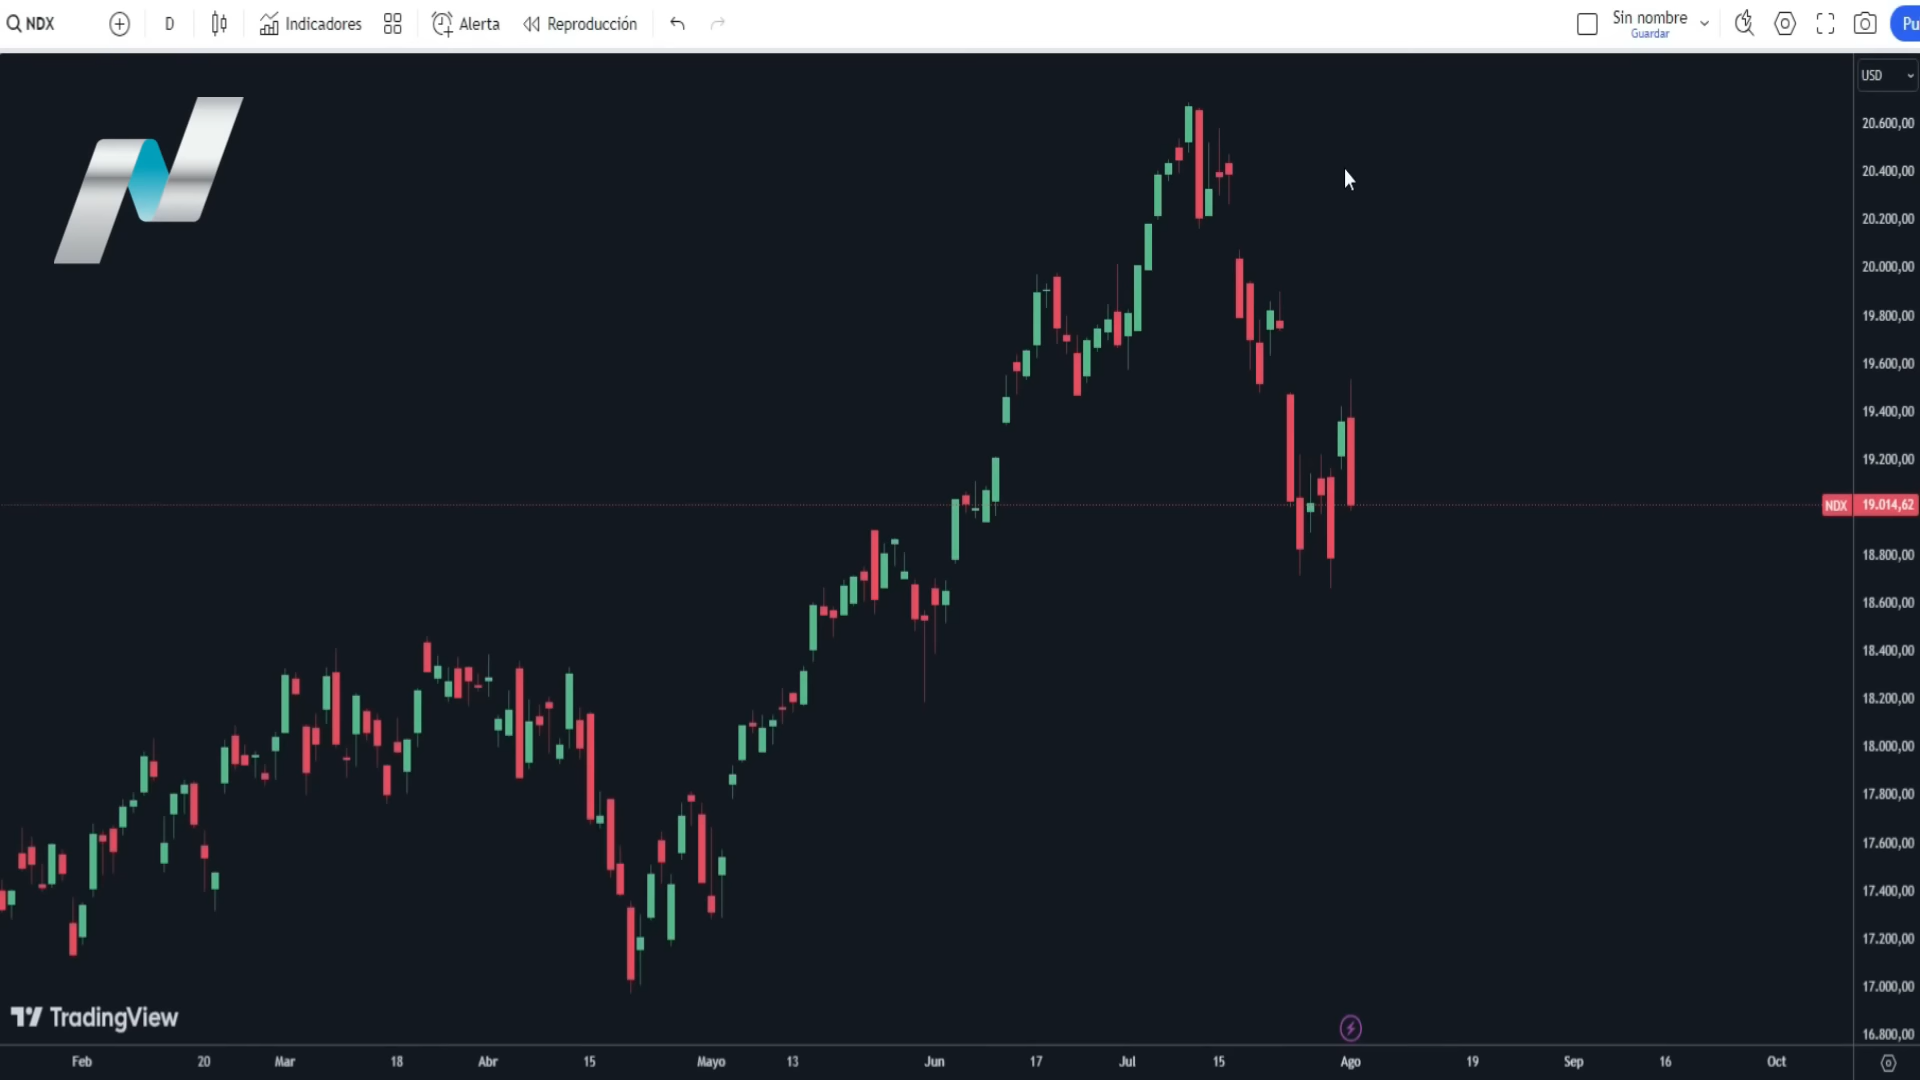 NDX
D
Indicadores
Alerta
Reproducción
Sin nombre
Guardar
Pu
USD
20.600,00
20.400,00
20.200,00
20.000,00
19.800,00
19.600,00
19.400,00
19.200,00
NDX 19.014,62
18.800,00
18.600,00
18.400,00
18.200,00
18.000,00
17.800,00
17.600,00
17.400,00
17.200,00
17.000,00
16.800,00
TradingView
Feb 20 Mar 18 Abr 15 Mayo 13 Jun 17 Jul 15 Ago 19 Sep 16 Oct